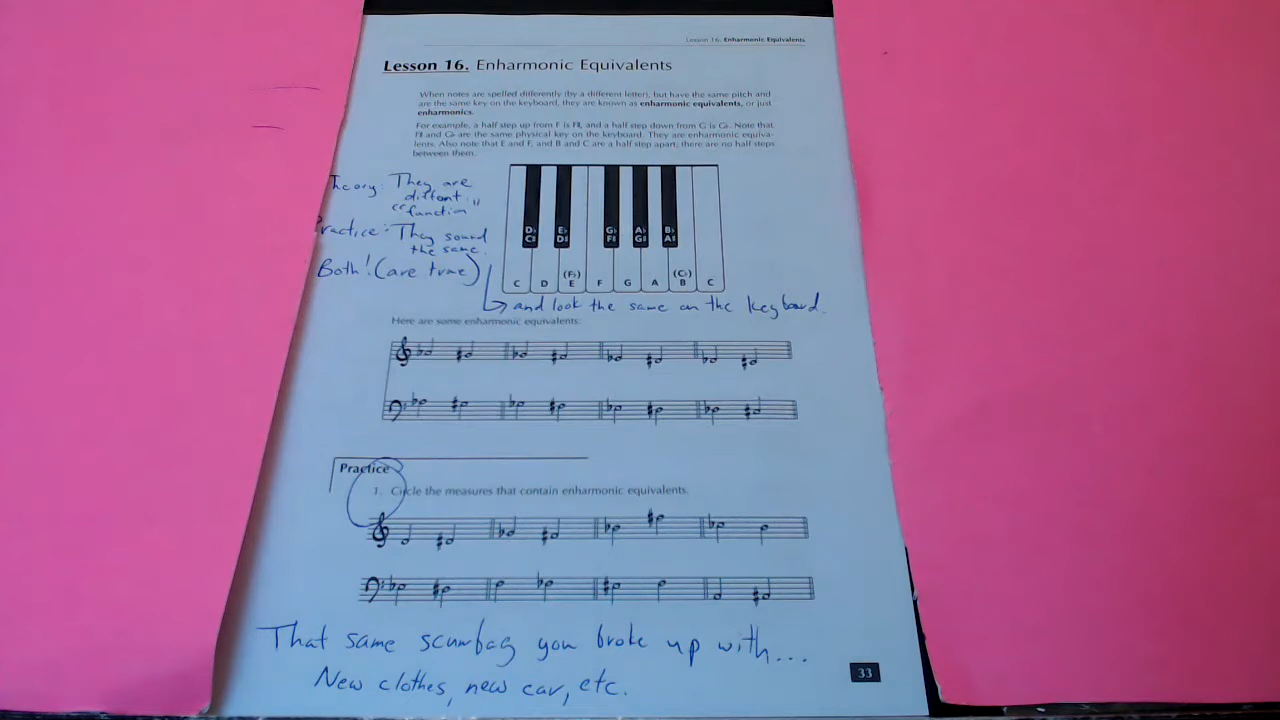 Lesson 16. Enharmonic Equivalents
Lesson 16. Enharmonic Equivalents
When notes are spelled differently (by a different letter), but have the same pitch and
are the same key on the keyboard, they are known as enharmonic equivalents, or just
enharmonics.
For example, a half step up from F is F♯, and a half step down from G is G♭. Note that
F♯ and G♭ are the same physical key on the keyboard. They are enharmonic equiva-
lents. Also note that E and F, and B and C are a half step apart; there are no half steps
between them.
Theory: They are
different
"function"
Practice: They sound
the same.
Both! (are true)
D♭ E♭ G♭ A♭ B♭
C♯ D♯ F♯ G♯ A♯
(F♭) (C♭)
C D E F G A B C
and look the same on the keyboard.
Here are some enharmonic equivalents:
Practice
1. Circle the measures that contain enharmonic equivalents.
That same scumbag you broke up with...
New clothes, new car, etc.
33